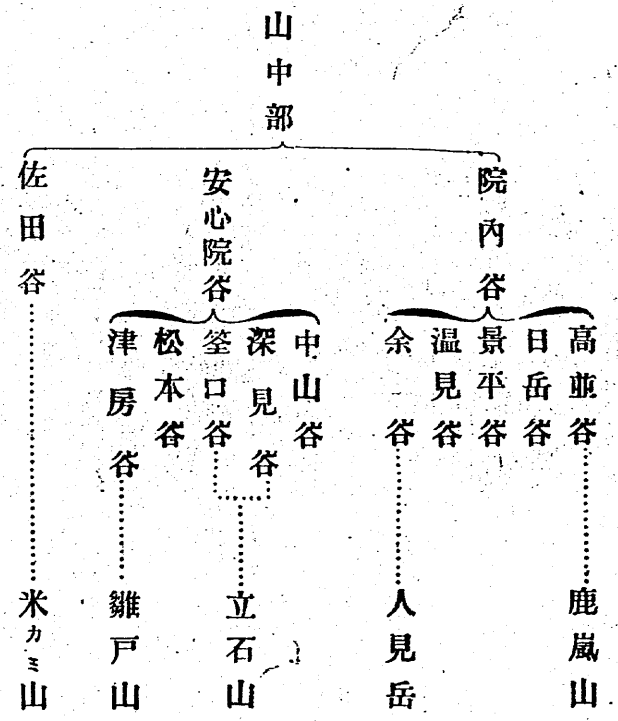 山中部
院内谷
安心院谷
佐田谷
高並谷
日岳谷
景平谷
温見谷
余谷
中山谷
深見谷
筌口谷
松本谷
津房谷
鹿嵐山
人見岳
立石山
雛戸山
米カミ山